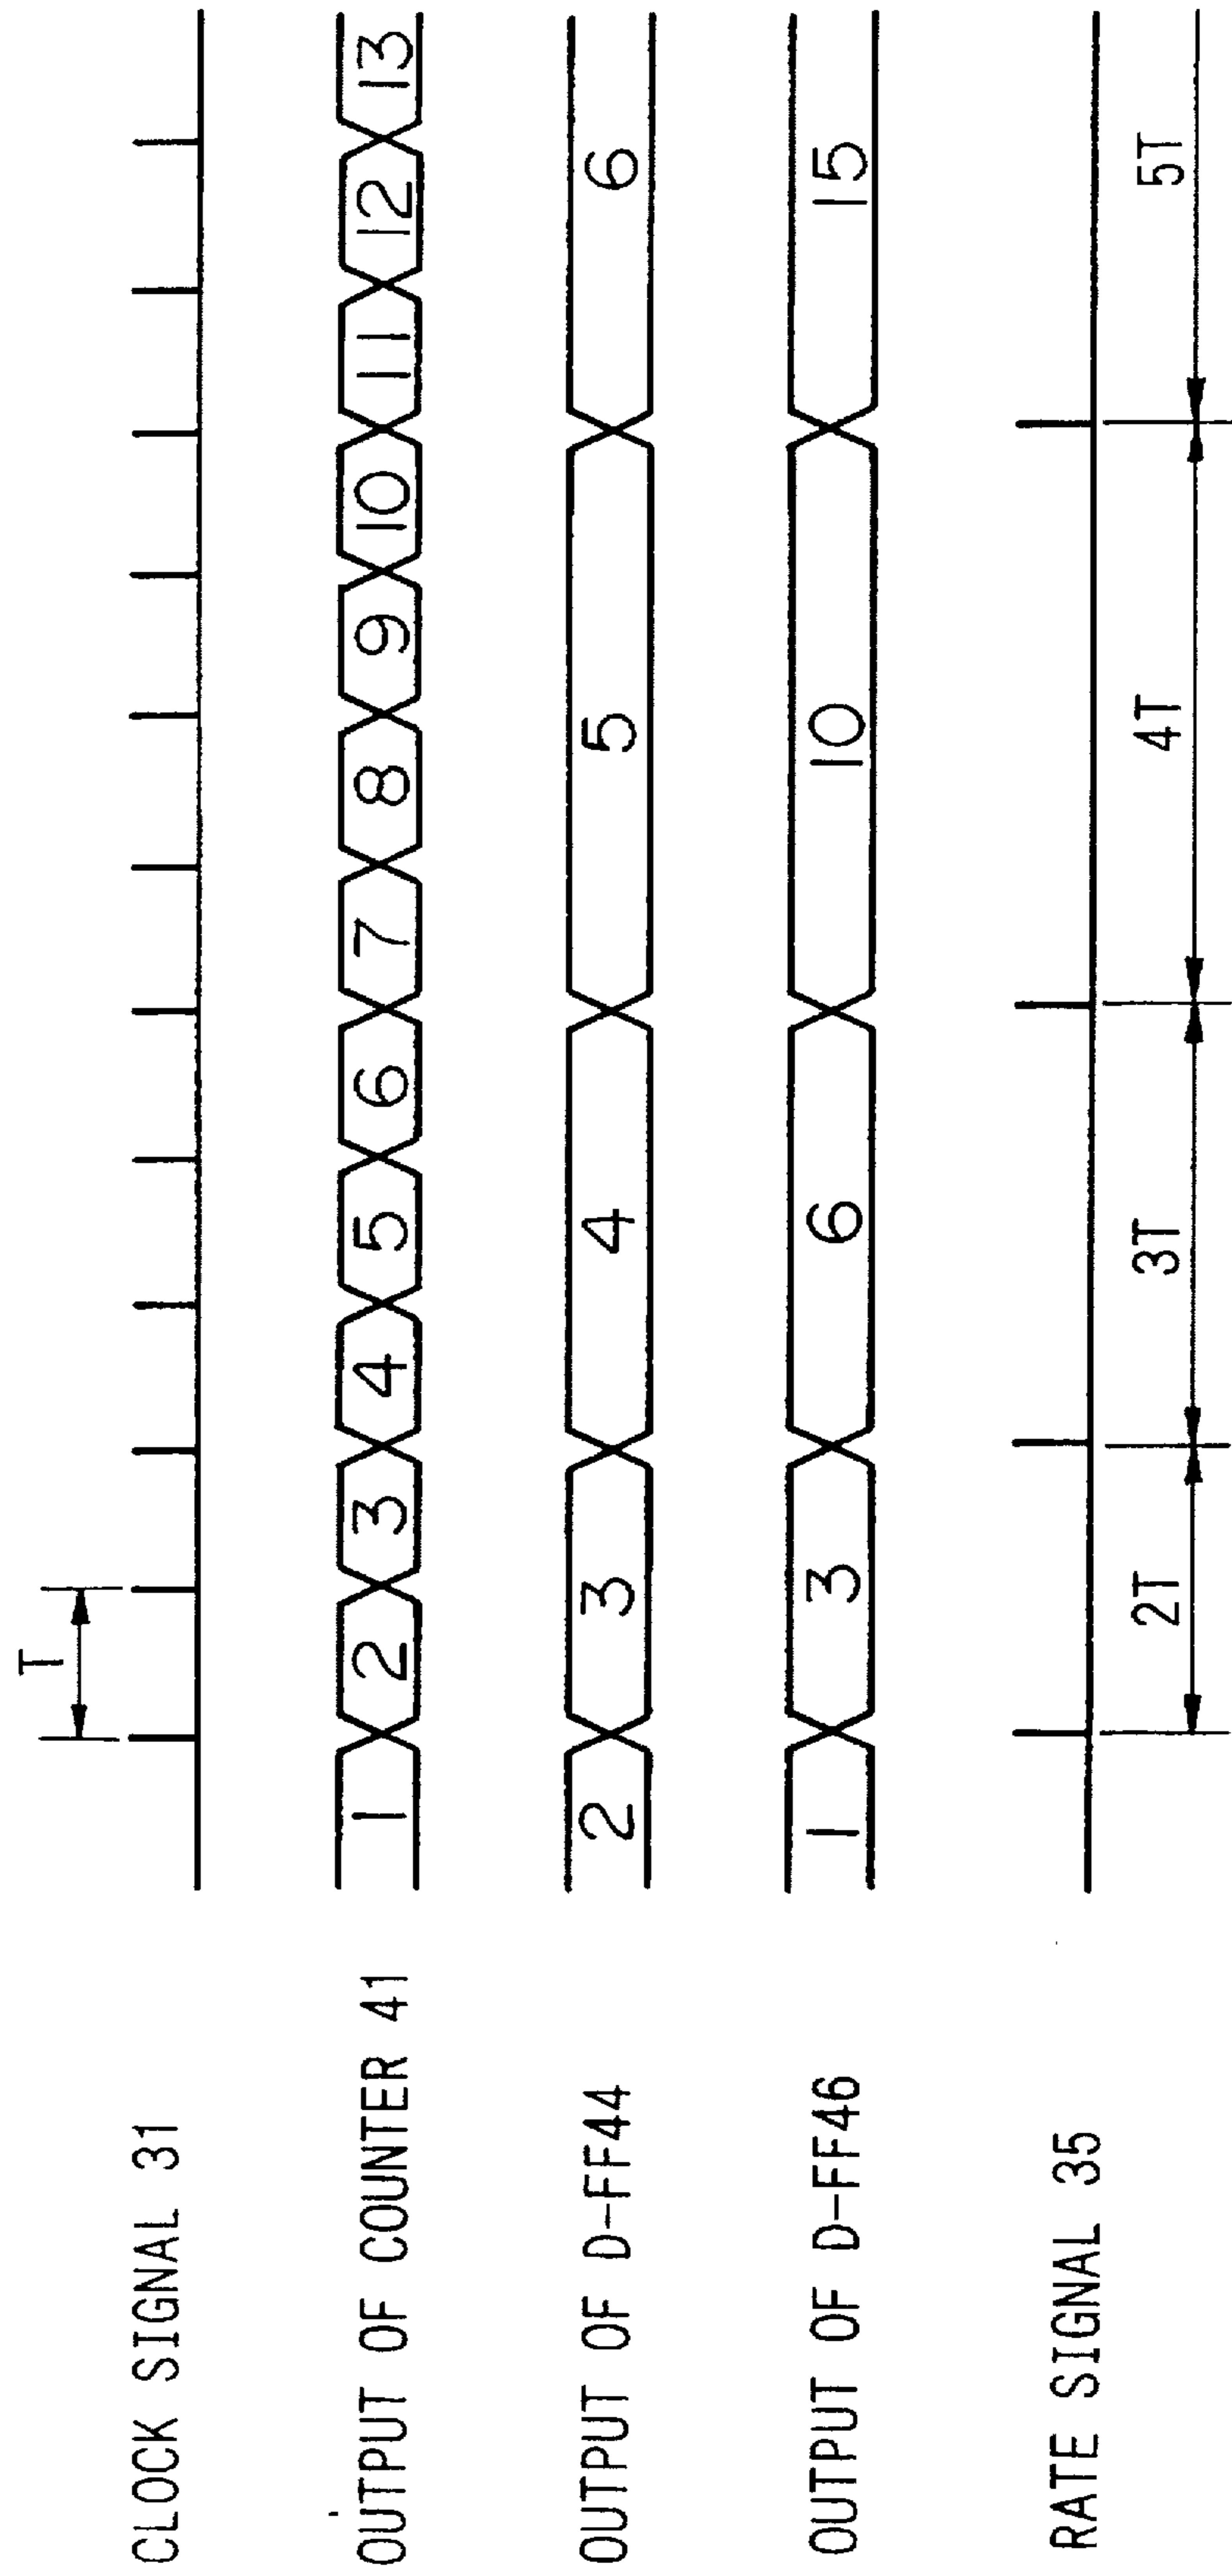 T
CLOCK SIGNAL 31
OUTPUT OF COUNTER 41 1 2 3 4 5 6 7 8 9 10 11 12 13
OUTPUT OF D-FF44 2 3 4 5 6
OUTPUT OF D-FF46 1 3 6 10 15
RATE SIGNAL 35
2T 3T 4T 5T